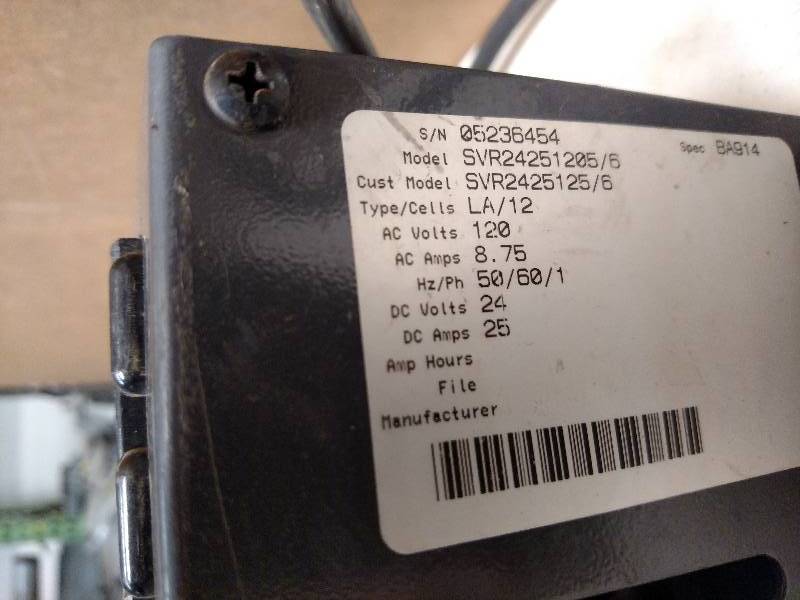 S/N 05236454
Spec BA914
Model SVR24251205/6
Cust Model SVR2425125/6
Type/Cells LA/12
AC Volts 120
AC Amps 8.75
Hz/Ph 50/60/1
DC Volts 24
DC Amps 25
Amp Hours
File
Manufacturer